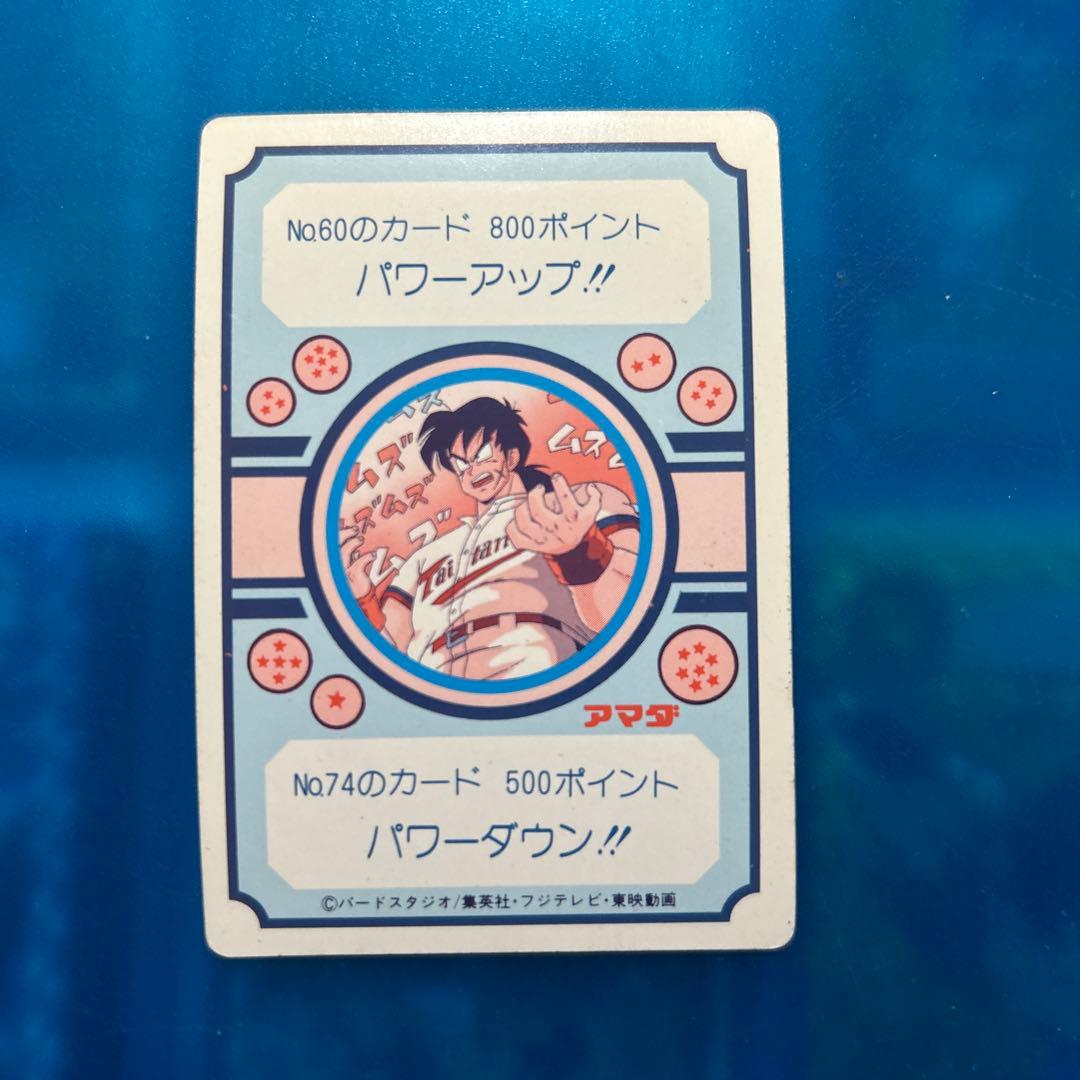 No.60のカード 800ポイント
パワーアップ!!
ムズ
ムズ
ムズ
ムズムズ
ムズ
Taitan
アマダ
No.74のカード 500ポイント
パワーダウン!!
©バードスタジオ/集英社・フジテレビ・東映動画